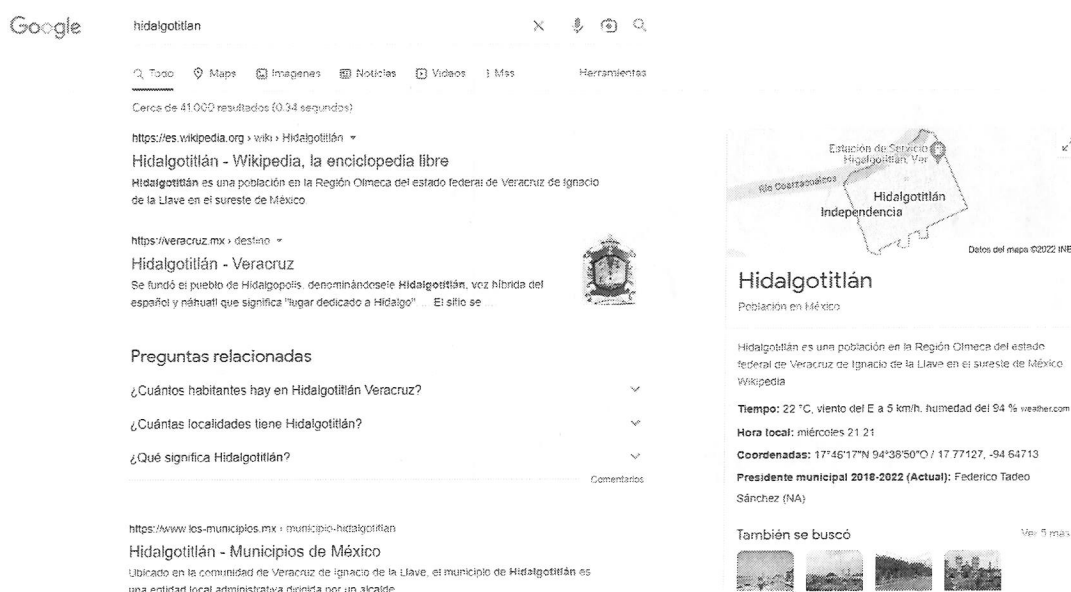 Google
hidalgotitlan
Todo Maps Imágenes Noticias Videos Más Herramientas
Cerca de 41,000 resultados (0.34 segundos)
https://es.wikipedia.org › wiki › Hidalgotitlán
Hidalgotitlán - Wikipedia, la enciclopedia libre
Hidalgotitlán es una población en la Región Olmeca del estado federal de Veracruz de Ignacio
de la Llave en el sureste de México.
https://veracruz.mx › destino
Hidalgotitlán - Veracruz
Se fundó el pueblo de Hidalgopolis, denominándosele Hidalgotitlán, voz híbrida del
español y náhuatl que significa "lugar dedicado a Hidalgo" ... El sitio se ...
Preguntas relacionadas
¿Cuántos habitantes hay en Hidalgotitlán Veracruz?
¿Cuántas localidades tiene Hidalgotitlán?
¿Qué significa Hidalgotitlán?
Comentarios
https://www.los-municipios.mx › municipio-hidalgotitlan
Hidalgotitlán - Municipios de México
Ubicado en la comunidad de Veracruz de Ignacio de la Llave, el municipio de Hidalgotitlán es
una entidad local administrativa dirigida por un alcalde
Estación de Servicio
Higalgotitlan, Ver
Río Coatzacoalcos
Hidalgotitlán
Independencia
Datos del mapa ©2022 INE
Hidalgotitlán
Población en México
Hidalgotitlán es una población en la Región Olmeca del estado
federal de Veracruz de Ignacio de la Llave en el sureste de México.
Wikipedia
Tiempo: 22 °C, viento del E a 5 km/h, humedad del 94 % weather.com
Hora local: miércoles 21:21
Coordenadas: 17°46'17"N 94°38'50"O / 17.77127, -94.64713
Presidente municipal 2018-2022 (Actual): Federico Tadeo
Sánchez (NA)
También se buscó Ver 5 más